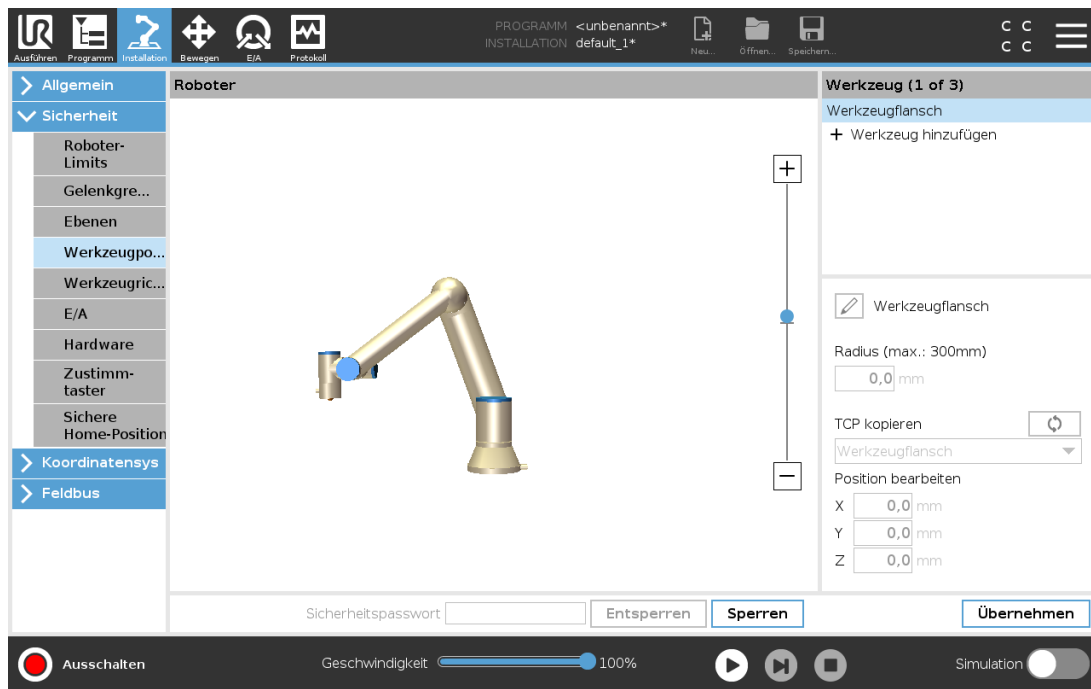 PROGRAMM <unbenannt>*
INSTALLATION default_1*
Ausführen Programm Installation Bewegen E/A Protokoll
Neu... Öffnen... Speichern...
C C
C C
Allgemein
Sicherheit
Roboter-
Limits
Gelenkgre...
Ebenen
Werkzeugpo...
Werkzeugric...
E/A
Hardware
Zustimm-
taster
Sichere
Home-Position
Koordinatensys
Feldbus
Roboter
Werkzeug (1 of 3)
Werkzeugflansch
+ Werkzeug hinzufügen
Werkzeugflansch
Radius (max.: 300mm)
0,0 mm
TCP kopieren
Werkzeugflansch
Position bearbeiten
X 0,0 mm
Y 0,0 mm
Z 0,0 mm
Sicherheitspasswort Entsperren Sperren Übernehmen
Ausschalten Geschwindigkeit 100% Simulation